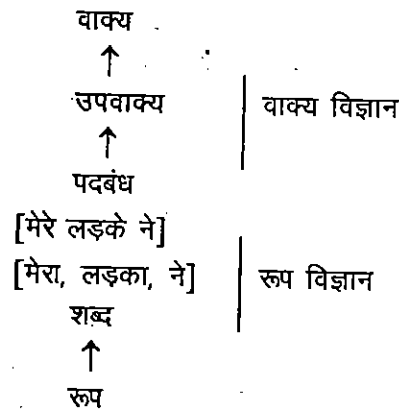 वाक्य
↑
उपवाक्य
वाक्य विज्ञान
↑
पदबंध
[मेरे लड़के ने]
[मेरा, लड़का, ने]
रूप विज्ञान
शब्द
↑
रूप